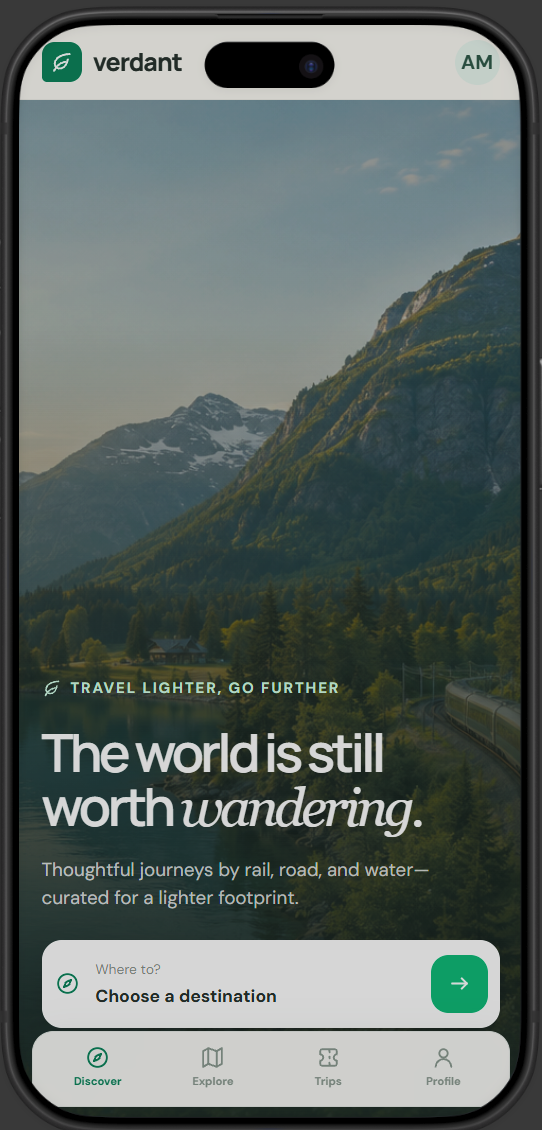 verdant
AM
TRAVEL LIGHTER, GO FURTHER
The world is still
worth wandering.
Thoughtful journeys by rail, road, and water—
curated for a lighter footprint.
Where to?
Choose a destination
Discover
Explore
Trips
Profile